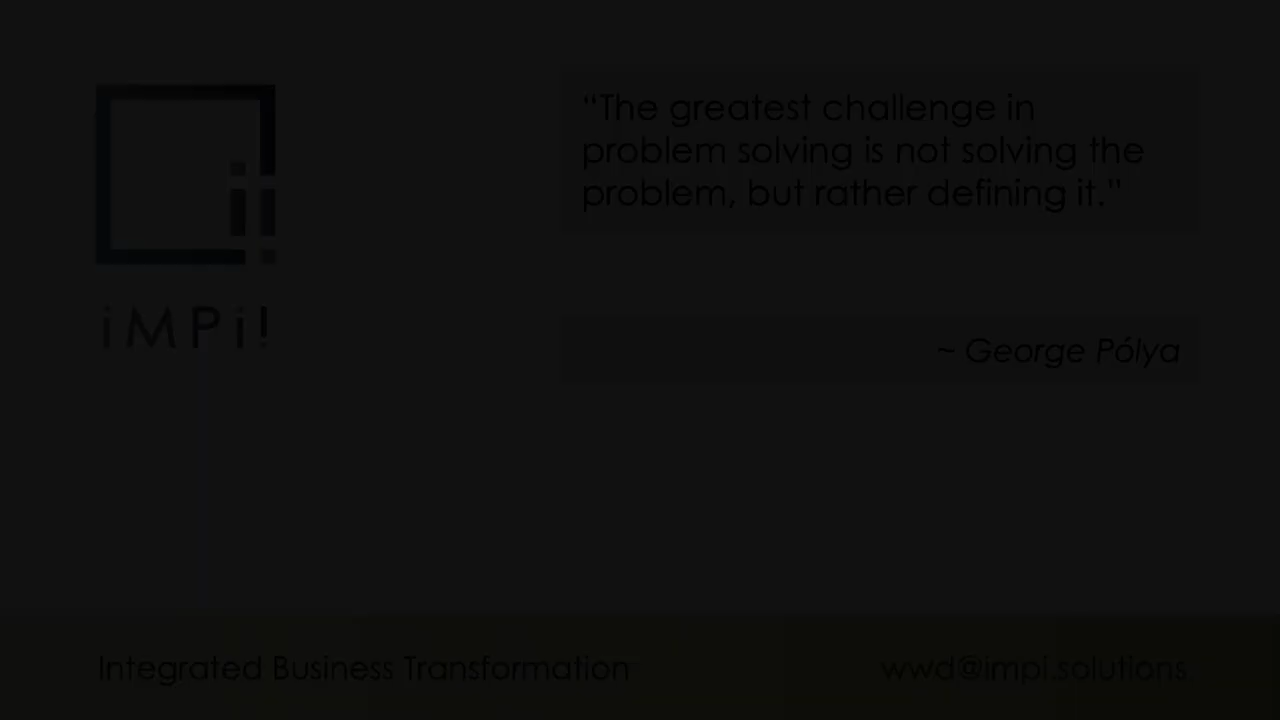 iMPi!
“The greatest challenge in
problem solving is not solving the
problem, but rather defining it.”
~ George Pólya
Integrated Business Transformation
wwd@impi.solutions